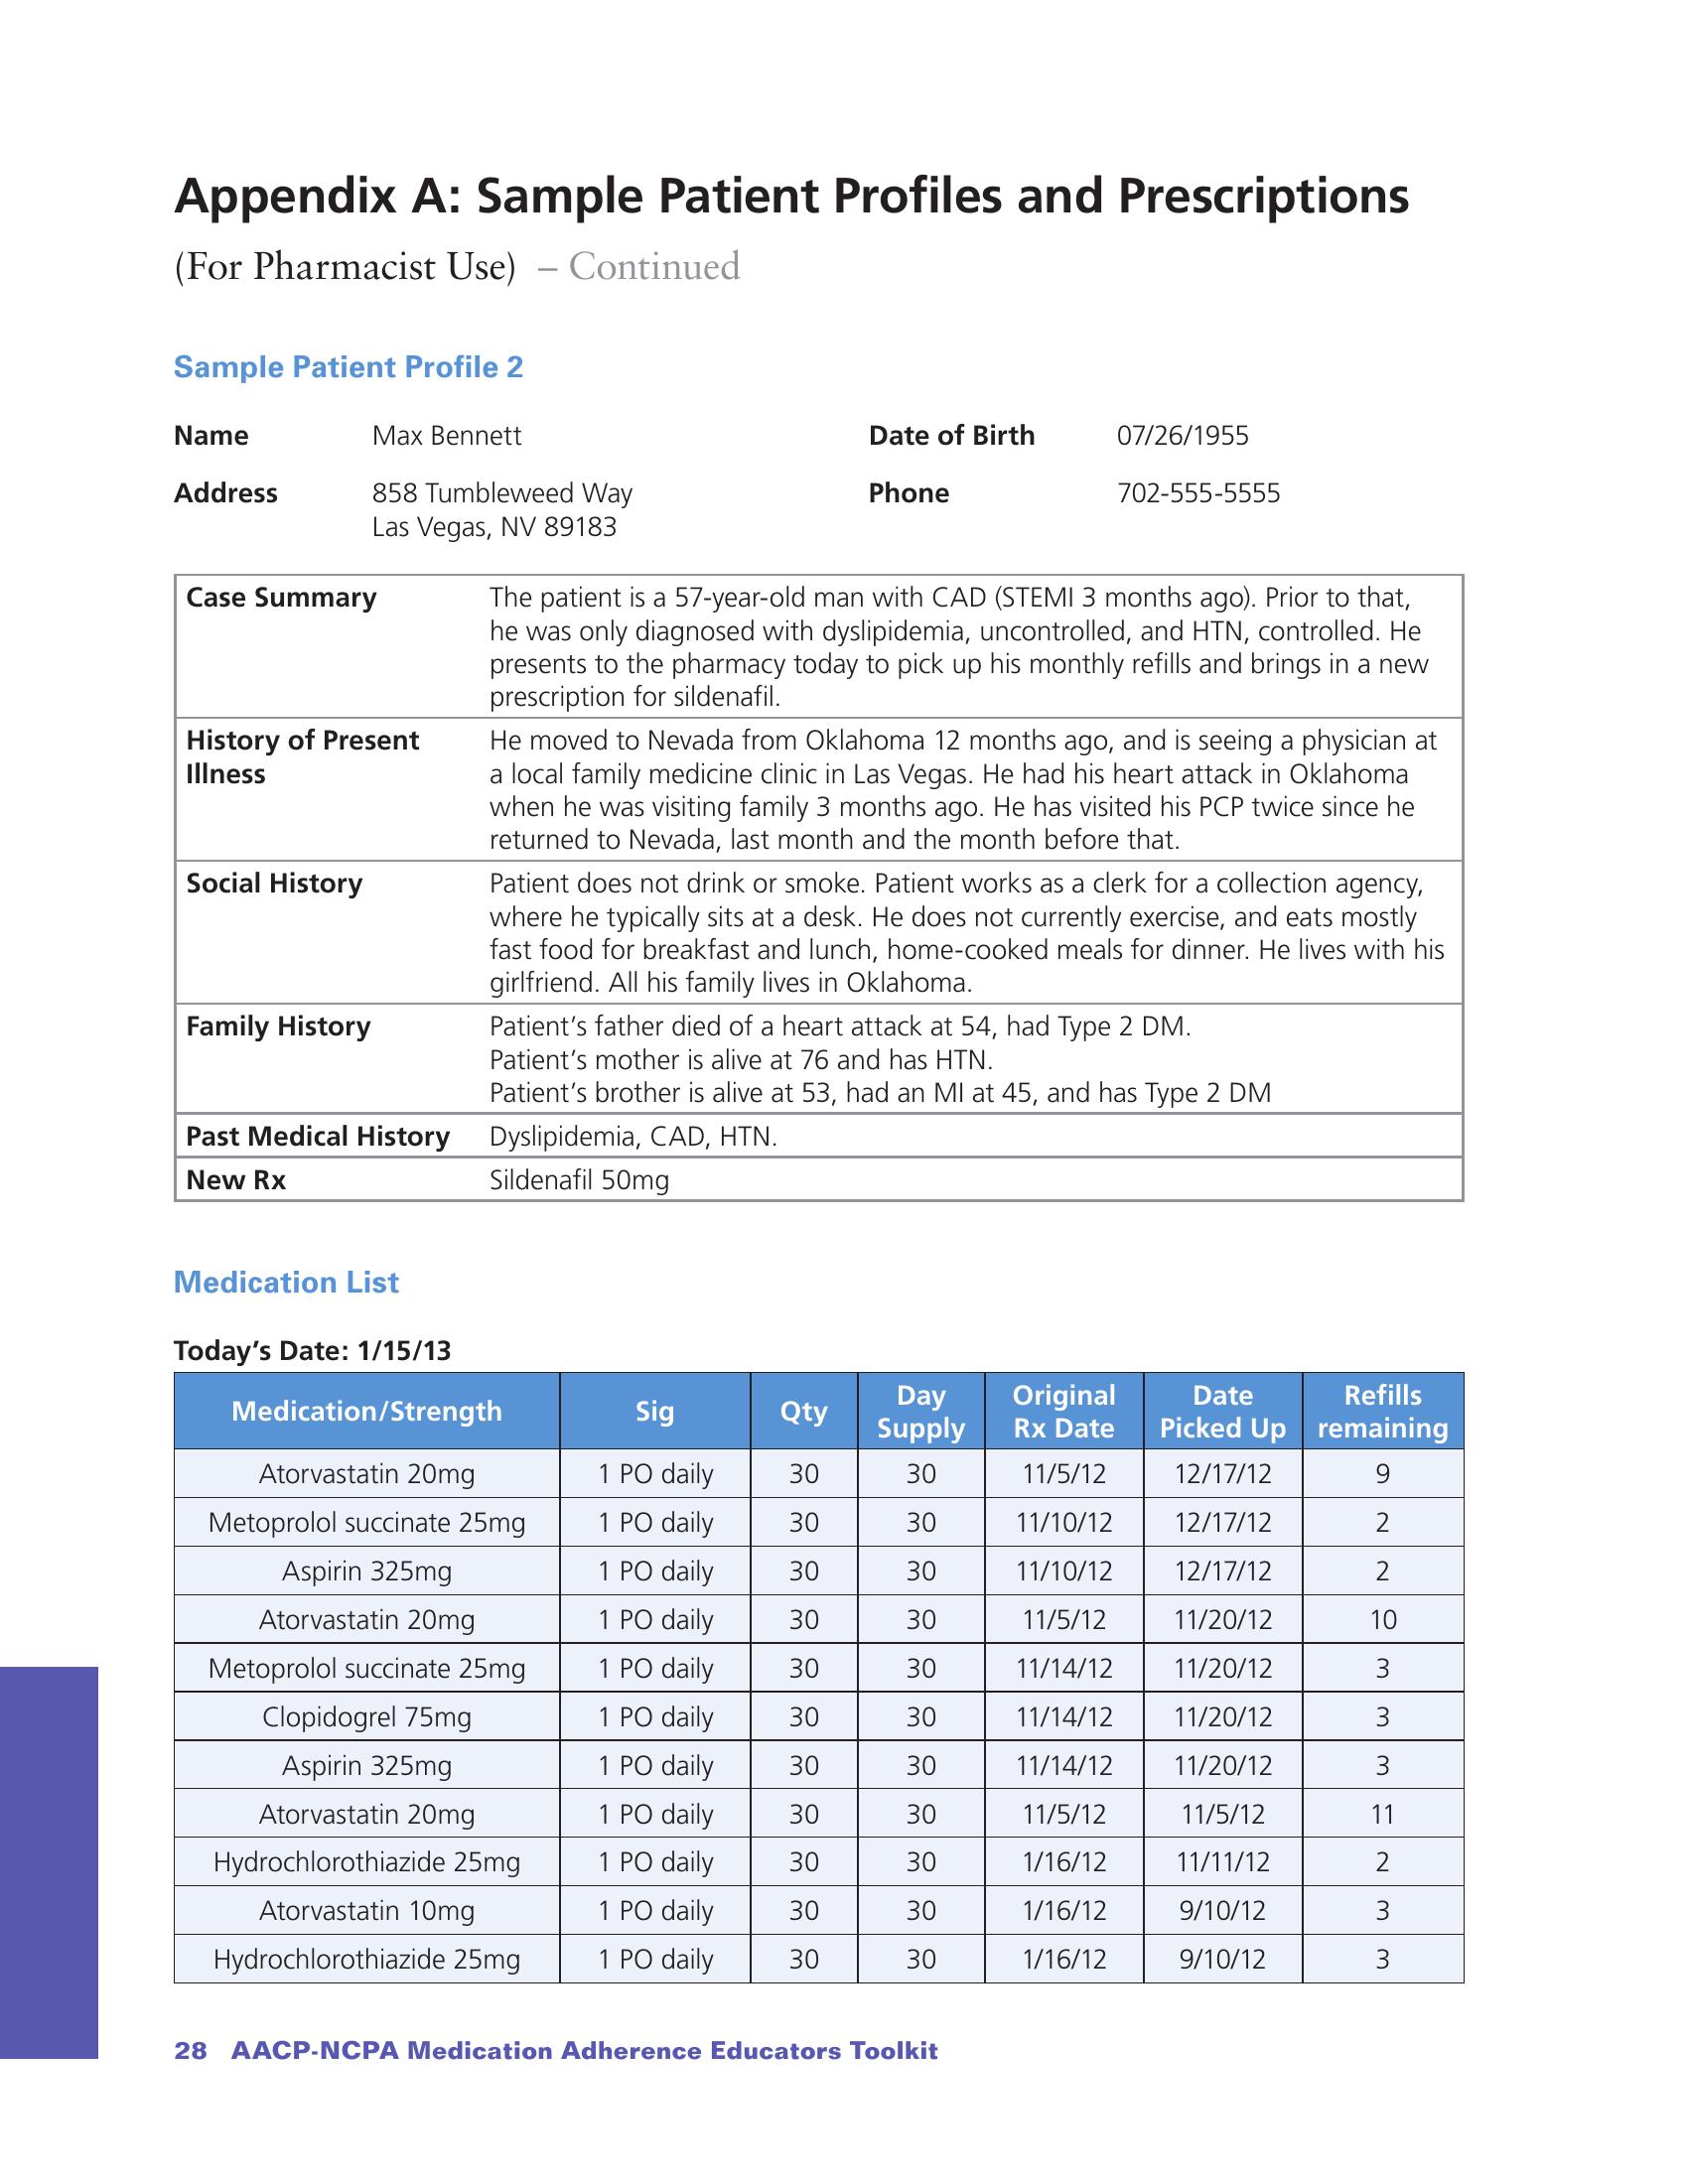 Appendix A: Sample Patient Profiles and Prescriptions
(For Pharmacist Use) – Continued
Sample Patient Profile 2
Name Max Bennett Date of Birth 07/26/1955
Address 858 Tumbleweed Way Phone 702-555-5555
Las Vegas, NV 89183
Case Summary The patient is a 57-year-old man with CAD (STEMI 3 months ago). Prior to that,
he was only diagnosed with dyslipidemia, uncontrolled, and HTN, controlled. He
presents to the pharmacy today to pick up his monthly refills and brings in a new
prescription for sildenafil.
History of Present He moved to Nevada from Oklahoma 12 months ago, and is seeing a physician at
Illness a local family medicine clinic in Las Vegas. He had his heart attack in Oklahoma
when he was visiting family 3 months ago. He has visited his PCP twice since he
returned to Nevada, last month and the month before that.
Social History Patient does not drink or smoke. Patient works as a clerk for a collection agency,
where he typically sits at a desk. He does not currently exercise, and eats mostly
fast food for breakfast and lunch, home-cooked meals for dinner. He lives with his
girlfriend. All his family lives in Oklahoma.
Family History Patient's father died of a heart attack at 54, had Type 2 DM.
Patient's mother is alive at 76 and has HTN.
Patient's brother is alive at 53, had an MI at 45, and has Type 2 DM
Past Medical History Dyslipidemia, CAD, HTN.
New Rx Sildenafil 50mg
Medication List
Today's Date: 1/15/13
Medication/Strength Sig Qty Day Supply Original Rx Date Date Picked Up Refills remaining
Atorvastatin 20mg 1 PO daily 30 30 11/5/12 12/17/12 9
Metoprolol succinate 25mg 1 PO daily 30 30 11/10/12 12/17/12 2
Aspirin 325mg 1 PO daily 30 30 11/10/12 12/17/12 2
Atorvastatin 20mg 1 PO daily 30 30 11/5/12 11/20/12 10
Metoprolol succinate 25mg 1 PO daily 30 30 11/14/12 11/20/12 3
Clopidogrel 75mg 1 PO daily 30 30 11/14/12 11/20/12 3
Aspirin 325mg 1 PO daily 30 30 11/14/12 11/20/12 3
Atorvastatin 20mg 1 PO daily 30 30 11/5/12 11/5/12 11
Hydrochlorothiazide 25mg 1 PO daily 30 30 1/16/12 11/11/12 2
Atorvastatin 10mg 1 PO daily 30 30 1/16/12 9/10/12 3
Hydrochlorothiazide 25mg 1 PO daily 30 30 1/16/12 9/10/12 3
28 AACP-NCPA Medication Adherence Educators Toolkit